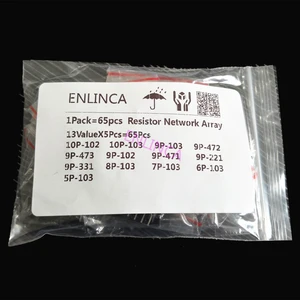 ENLINCA
1Pack=65pcs Resistor Network Array
13ValueX5Pcs=65Pcs
10P-102 10P-103 9P-103 9P-472
9P-473 9P-102 9P-471 9P-221
9P-331 8P-103 7P-103 6P-103
5P-103